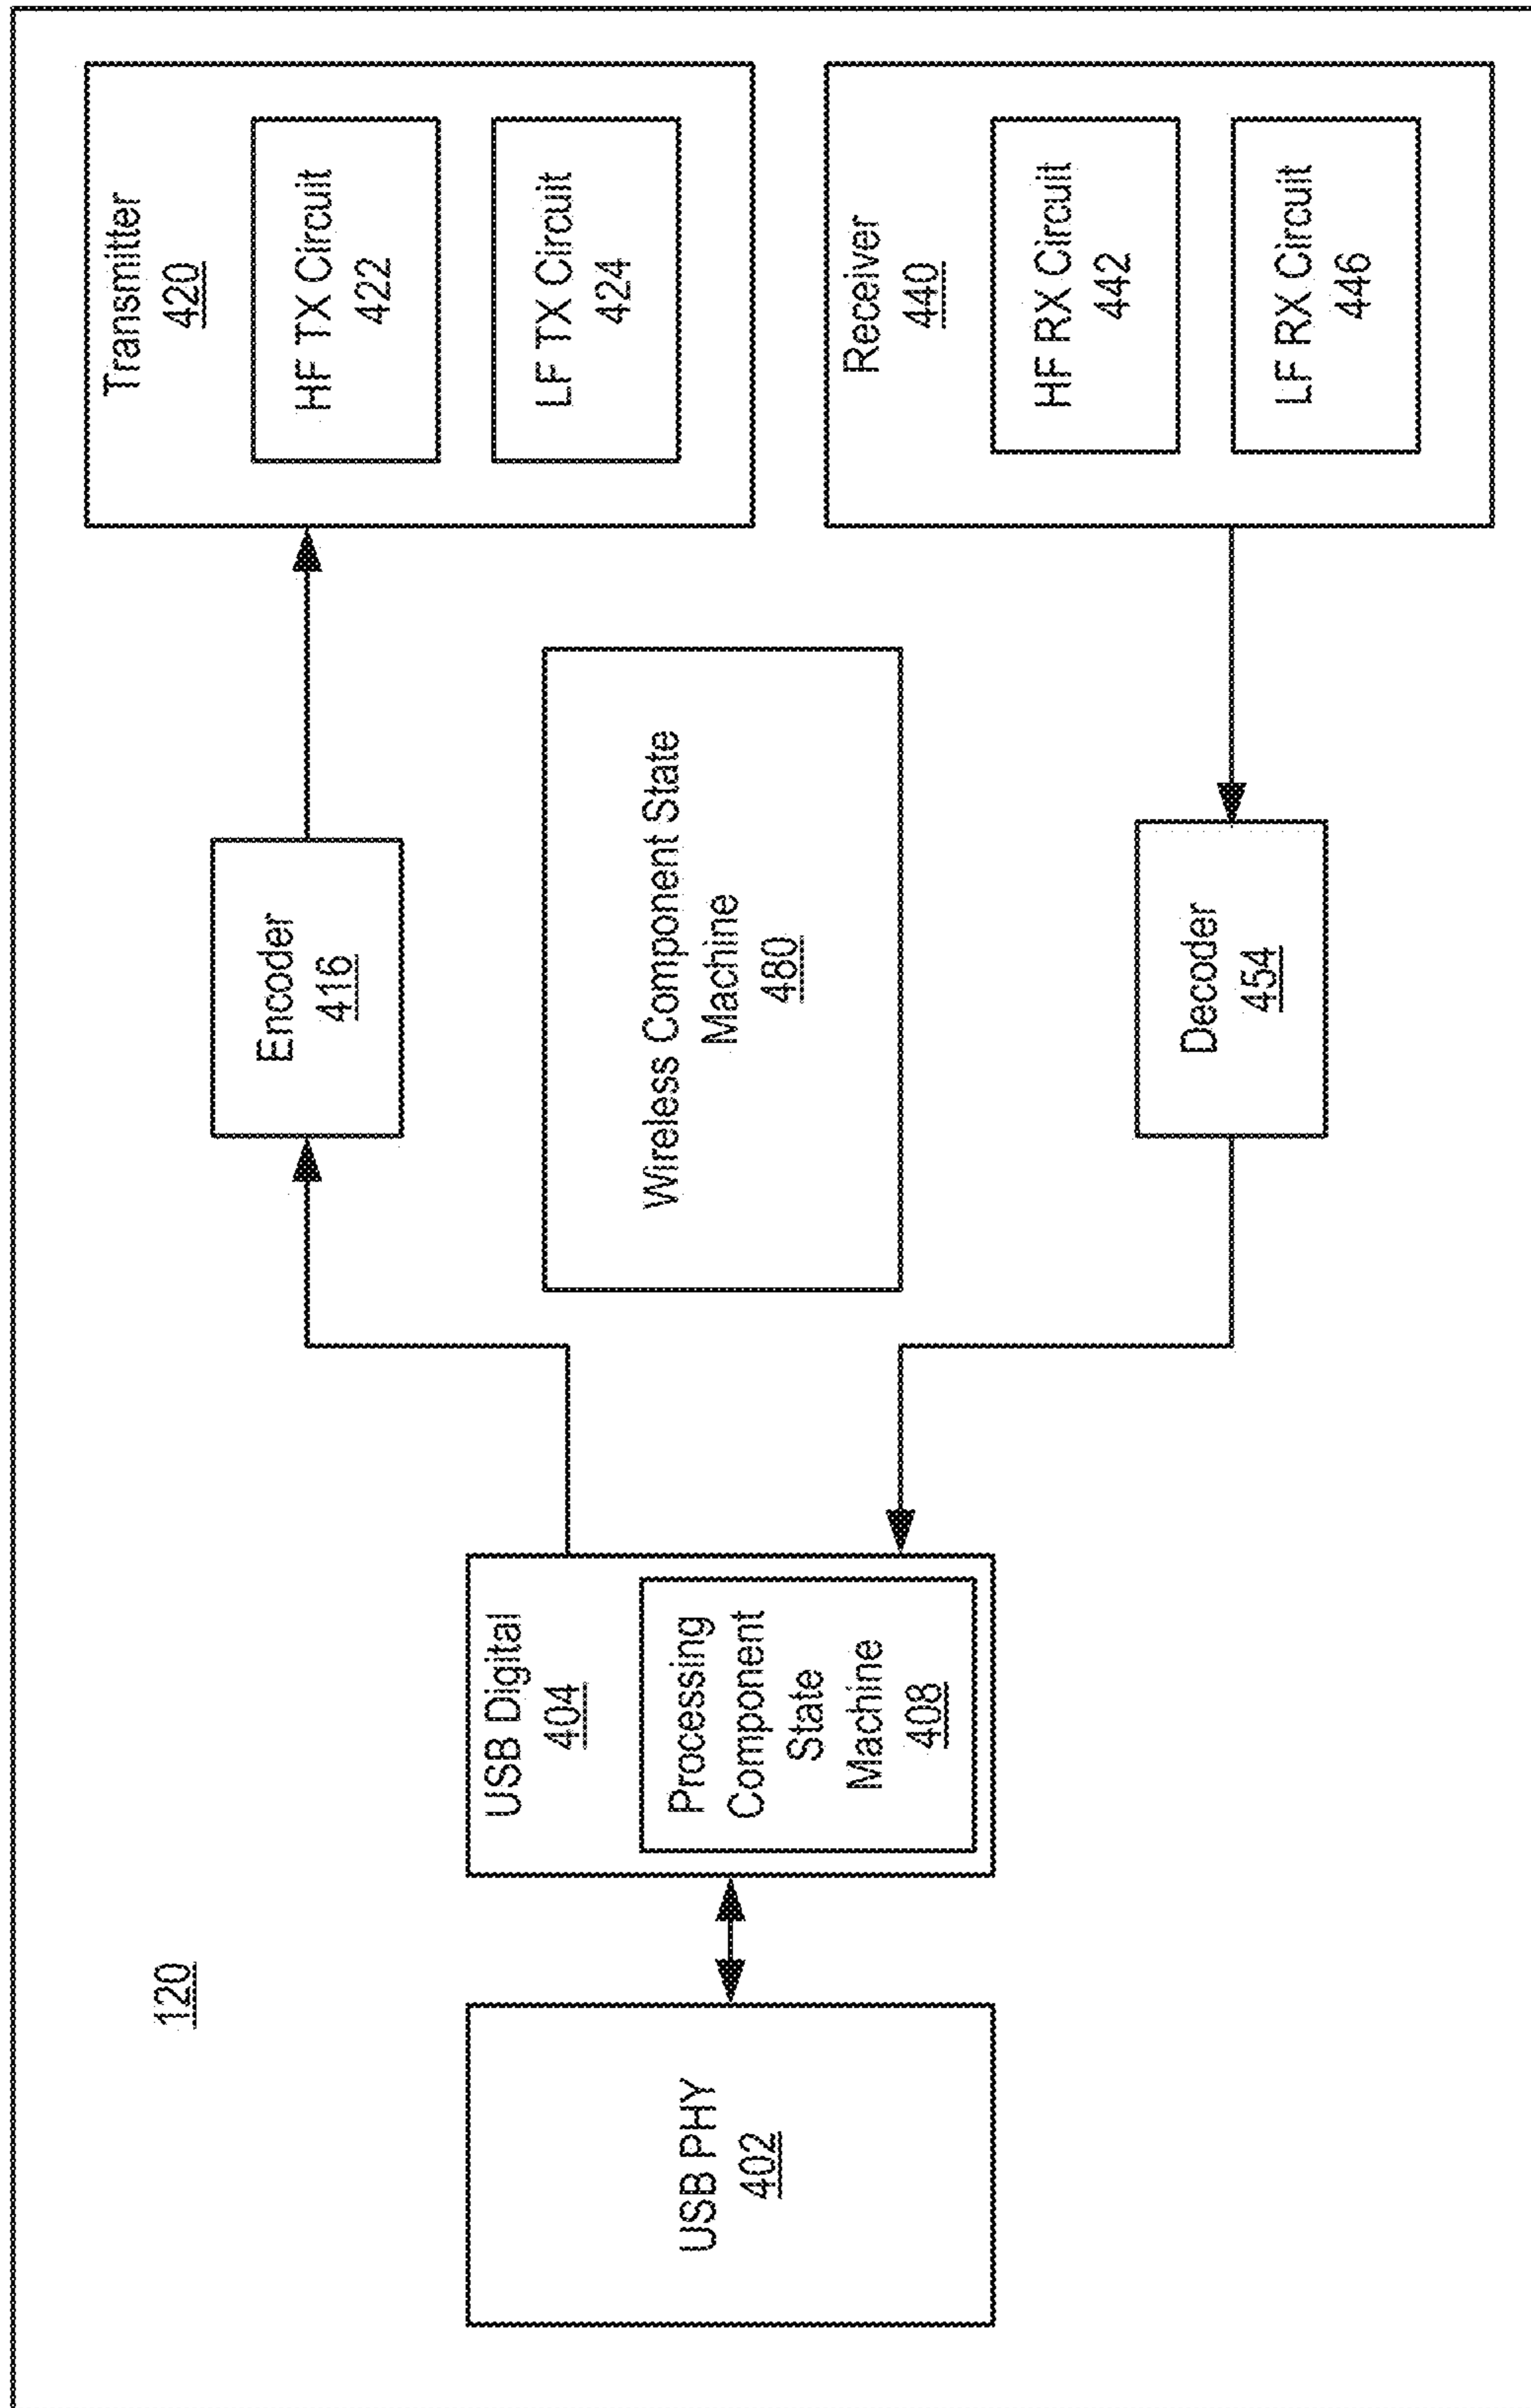 120
USB PHY
402
USB Digital
404
Processing
Component
State
Machine
408
Encoder
416
Wireless Component State
Machine
480
Decoder
454
Transmitter
420
HF TX Circuit
422
LF TX Circuit
424
Receiver
440
HF RX Circuit
442
LF RX Circuit
446